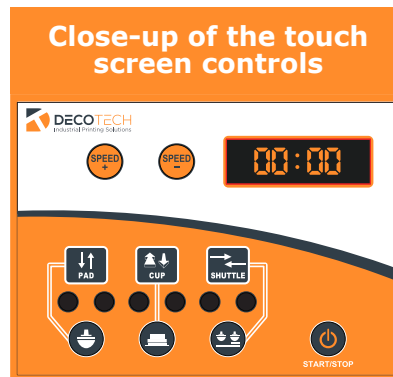 Close-up of the touch
screen controls
DECOTECH
Industrial Printing Solutions
SPEED
+
SPEED
-
00:00
PAD
CUP
SHUTTLE
START/STOP